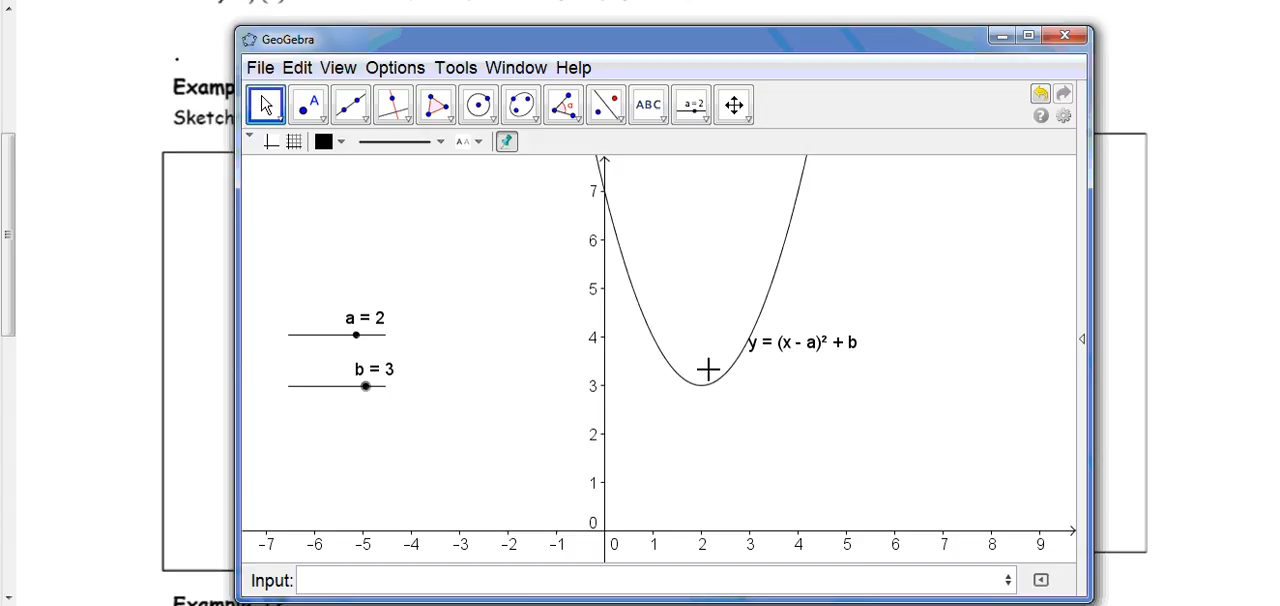 GeoGebra
File Edit View Options Tools Window Help
A
α
ABC
a=2
Sketch
AA
7
6
5
4
3
2
1
0
a = 2
b = 3
y = (x - a)² + b
-7 -6 -5 -4 -3 -2 -1 0 1 2 3 4 5 6 7 8 9
Input: